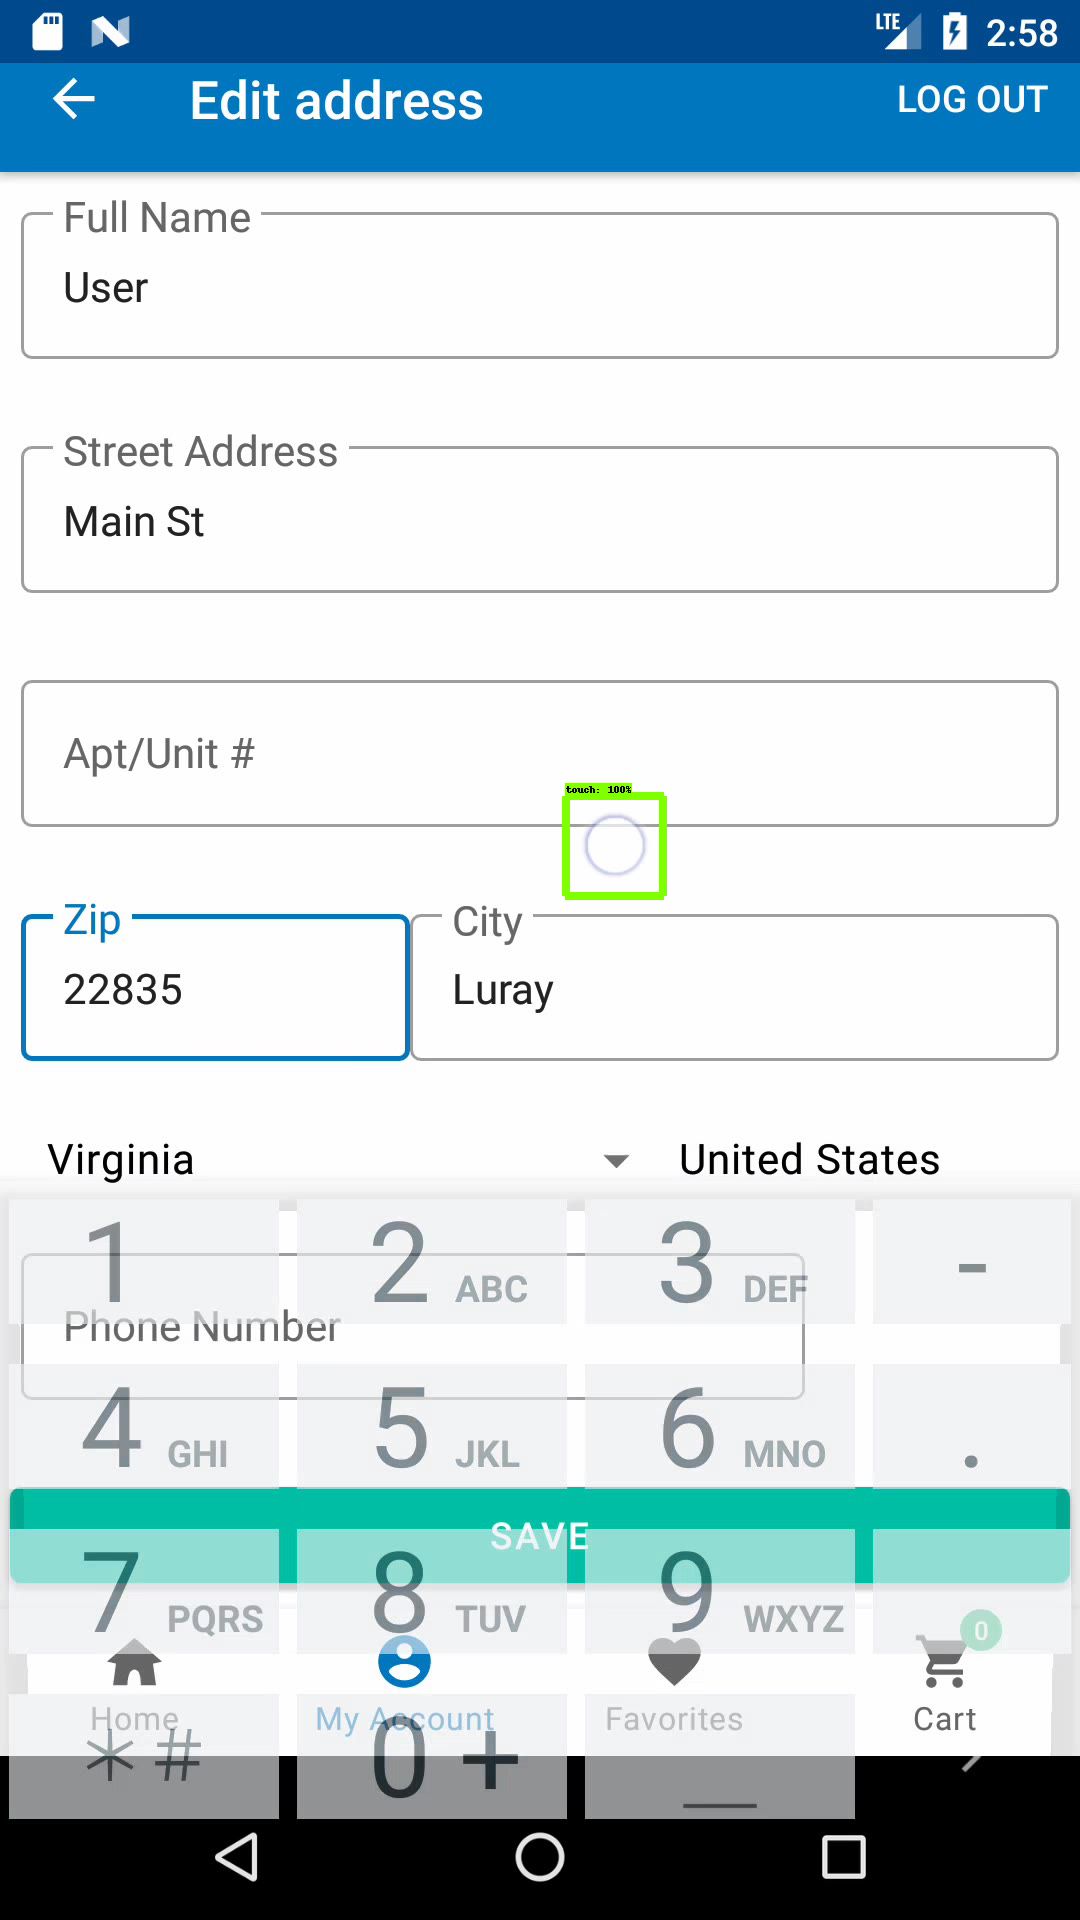 LTE 2:58
Edit address LOG OUT
Full Name
User
Street Address
Main St
Apt/Unit #
touch: 100%
Zip City
22835 Luray
Virginia United States
1 2 ABC 3 DEF -
Phone Number
4 GHI 5 JKL 6 MNO .
SAVE
7 PQRS 8 TUV 9 WXYZ
0
Home My Account Favorites Cart
*# 0 + _